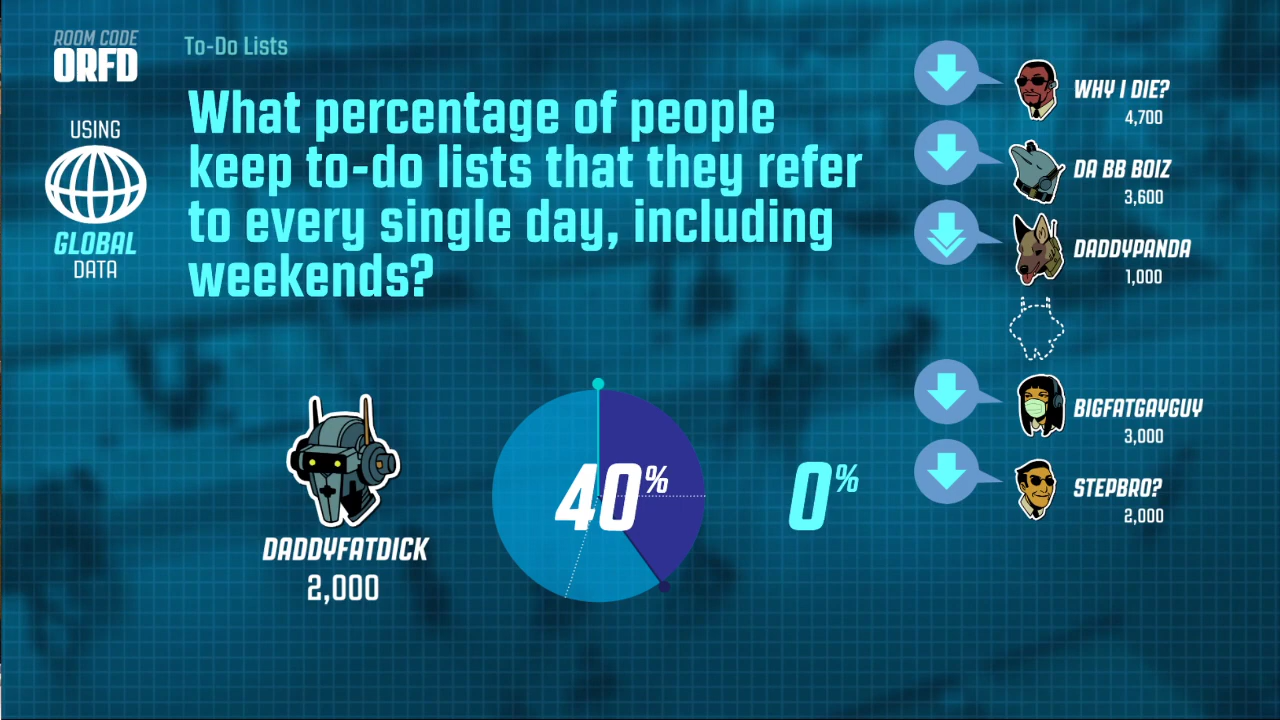 ROOM CODE
ORFD
USING
GLOBAL
DATA
To-Do Lists
What percentage of people
keep to-do lists that they refer
to every single day, including
weekends?
DADDYFATDICK
2,000
40%
0%
WHY I DIE?
4,700
DA BB BOIZ
3,600
DADDYPANDA
1,000
BIGFATGAYGUY
3,000
STEPBRO?
2,000